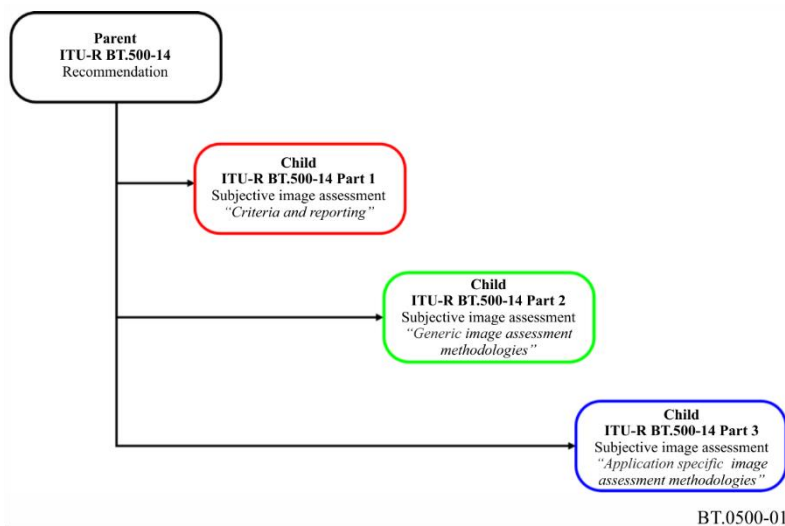 Parent
ITU-R BT.500-14
Recommendation
Child
ITU-R BT.500-14 Part 1
Subjective image assessment
“Criteria and reporting”
Child
ITU-R BT.500-14 Part 2
Subjective image assessment
“Generic image assessment
methodologies”
Child
ITU-R BT.500-14 Part 3
Subjective image assessment
“Application specific image
assessment methodologies”
BT.0500-01